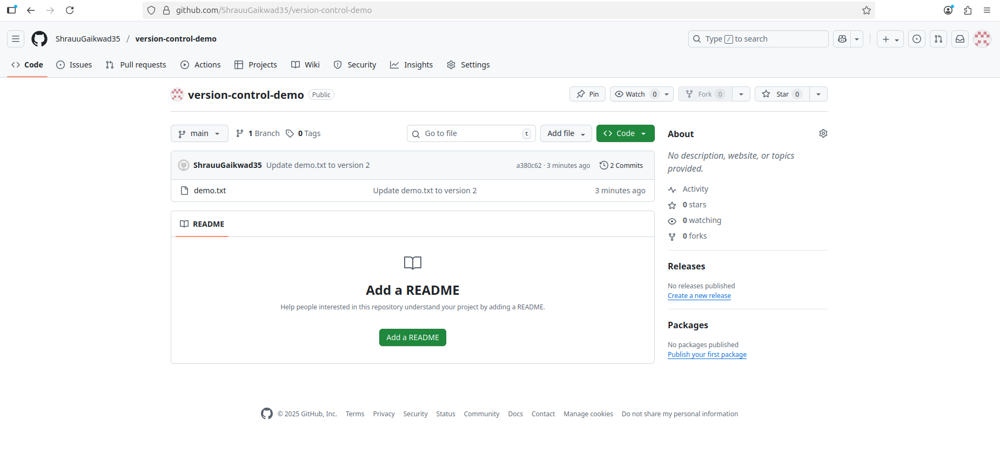 github.com/ShrauuGaikwad35/version-control-demo
ShrauuGaikwad35 / version-control-demo
Type / to search
Code Issues Pull requests Actions Projects Wiki Security Insights Settings
version-control-demo Public
Pin Watch 0 Fork 0 Star 0
main 1 Branch 0 Tags Go to file t Add file Code
ShrauuGaikwad35 Update demo.txt to version 2 a380c62 · 3 minutes ago 2 Commits
demo.txt Update demo.txt to version 2 3 minutes ago
README
Add a README
Help people interested in this repository understand your project by adding a README.
Add a README
About
No description, website, or topics
provided.
Activity
0 stars
0 watching
0 forks
Releases
No releases published
Create a new release
Packages
No packages published
Publish your first package
© 2025 GitHub, Inc. Terms Privacy Security Status Community Docs Contact Manage cookies Do not share my personal information